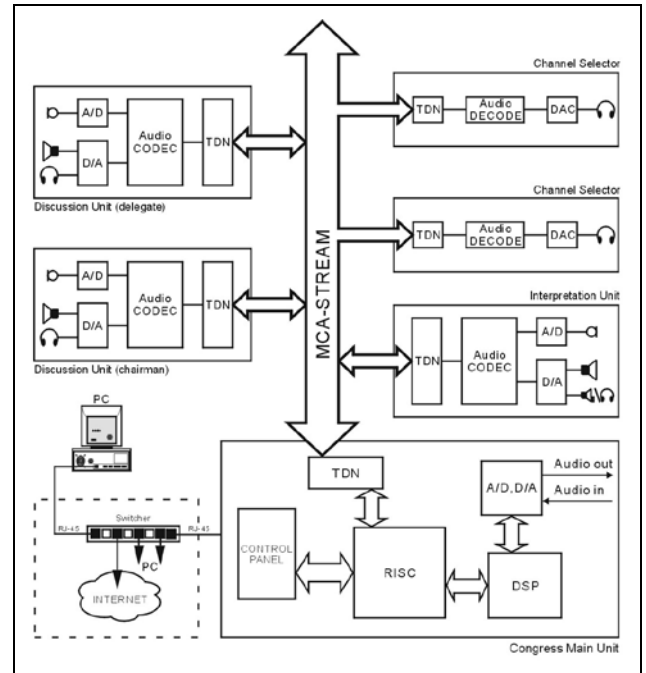 Channel Selector
TDN
Audio
DECODE
DAC
A/D
D/A
Audio
CODEC
TDN
Discussion Unit (delegate)
Channel Selector
TDN
Audio
DECODE
DAC
A/D
D/A
Audio
CODEC
TDN
Discussion Unit (chairman)
MCA-STREAM
Interpretation Unit
TDN
Audio
CODEC
A/D
D/A
PC
RJ-45
Switcher
RJ-45
PC
INTERNET
TDN
CONTROL
PANEL
RISC
A/D,D/A
Audio out
Audio in
DSP
Congress Main Unit